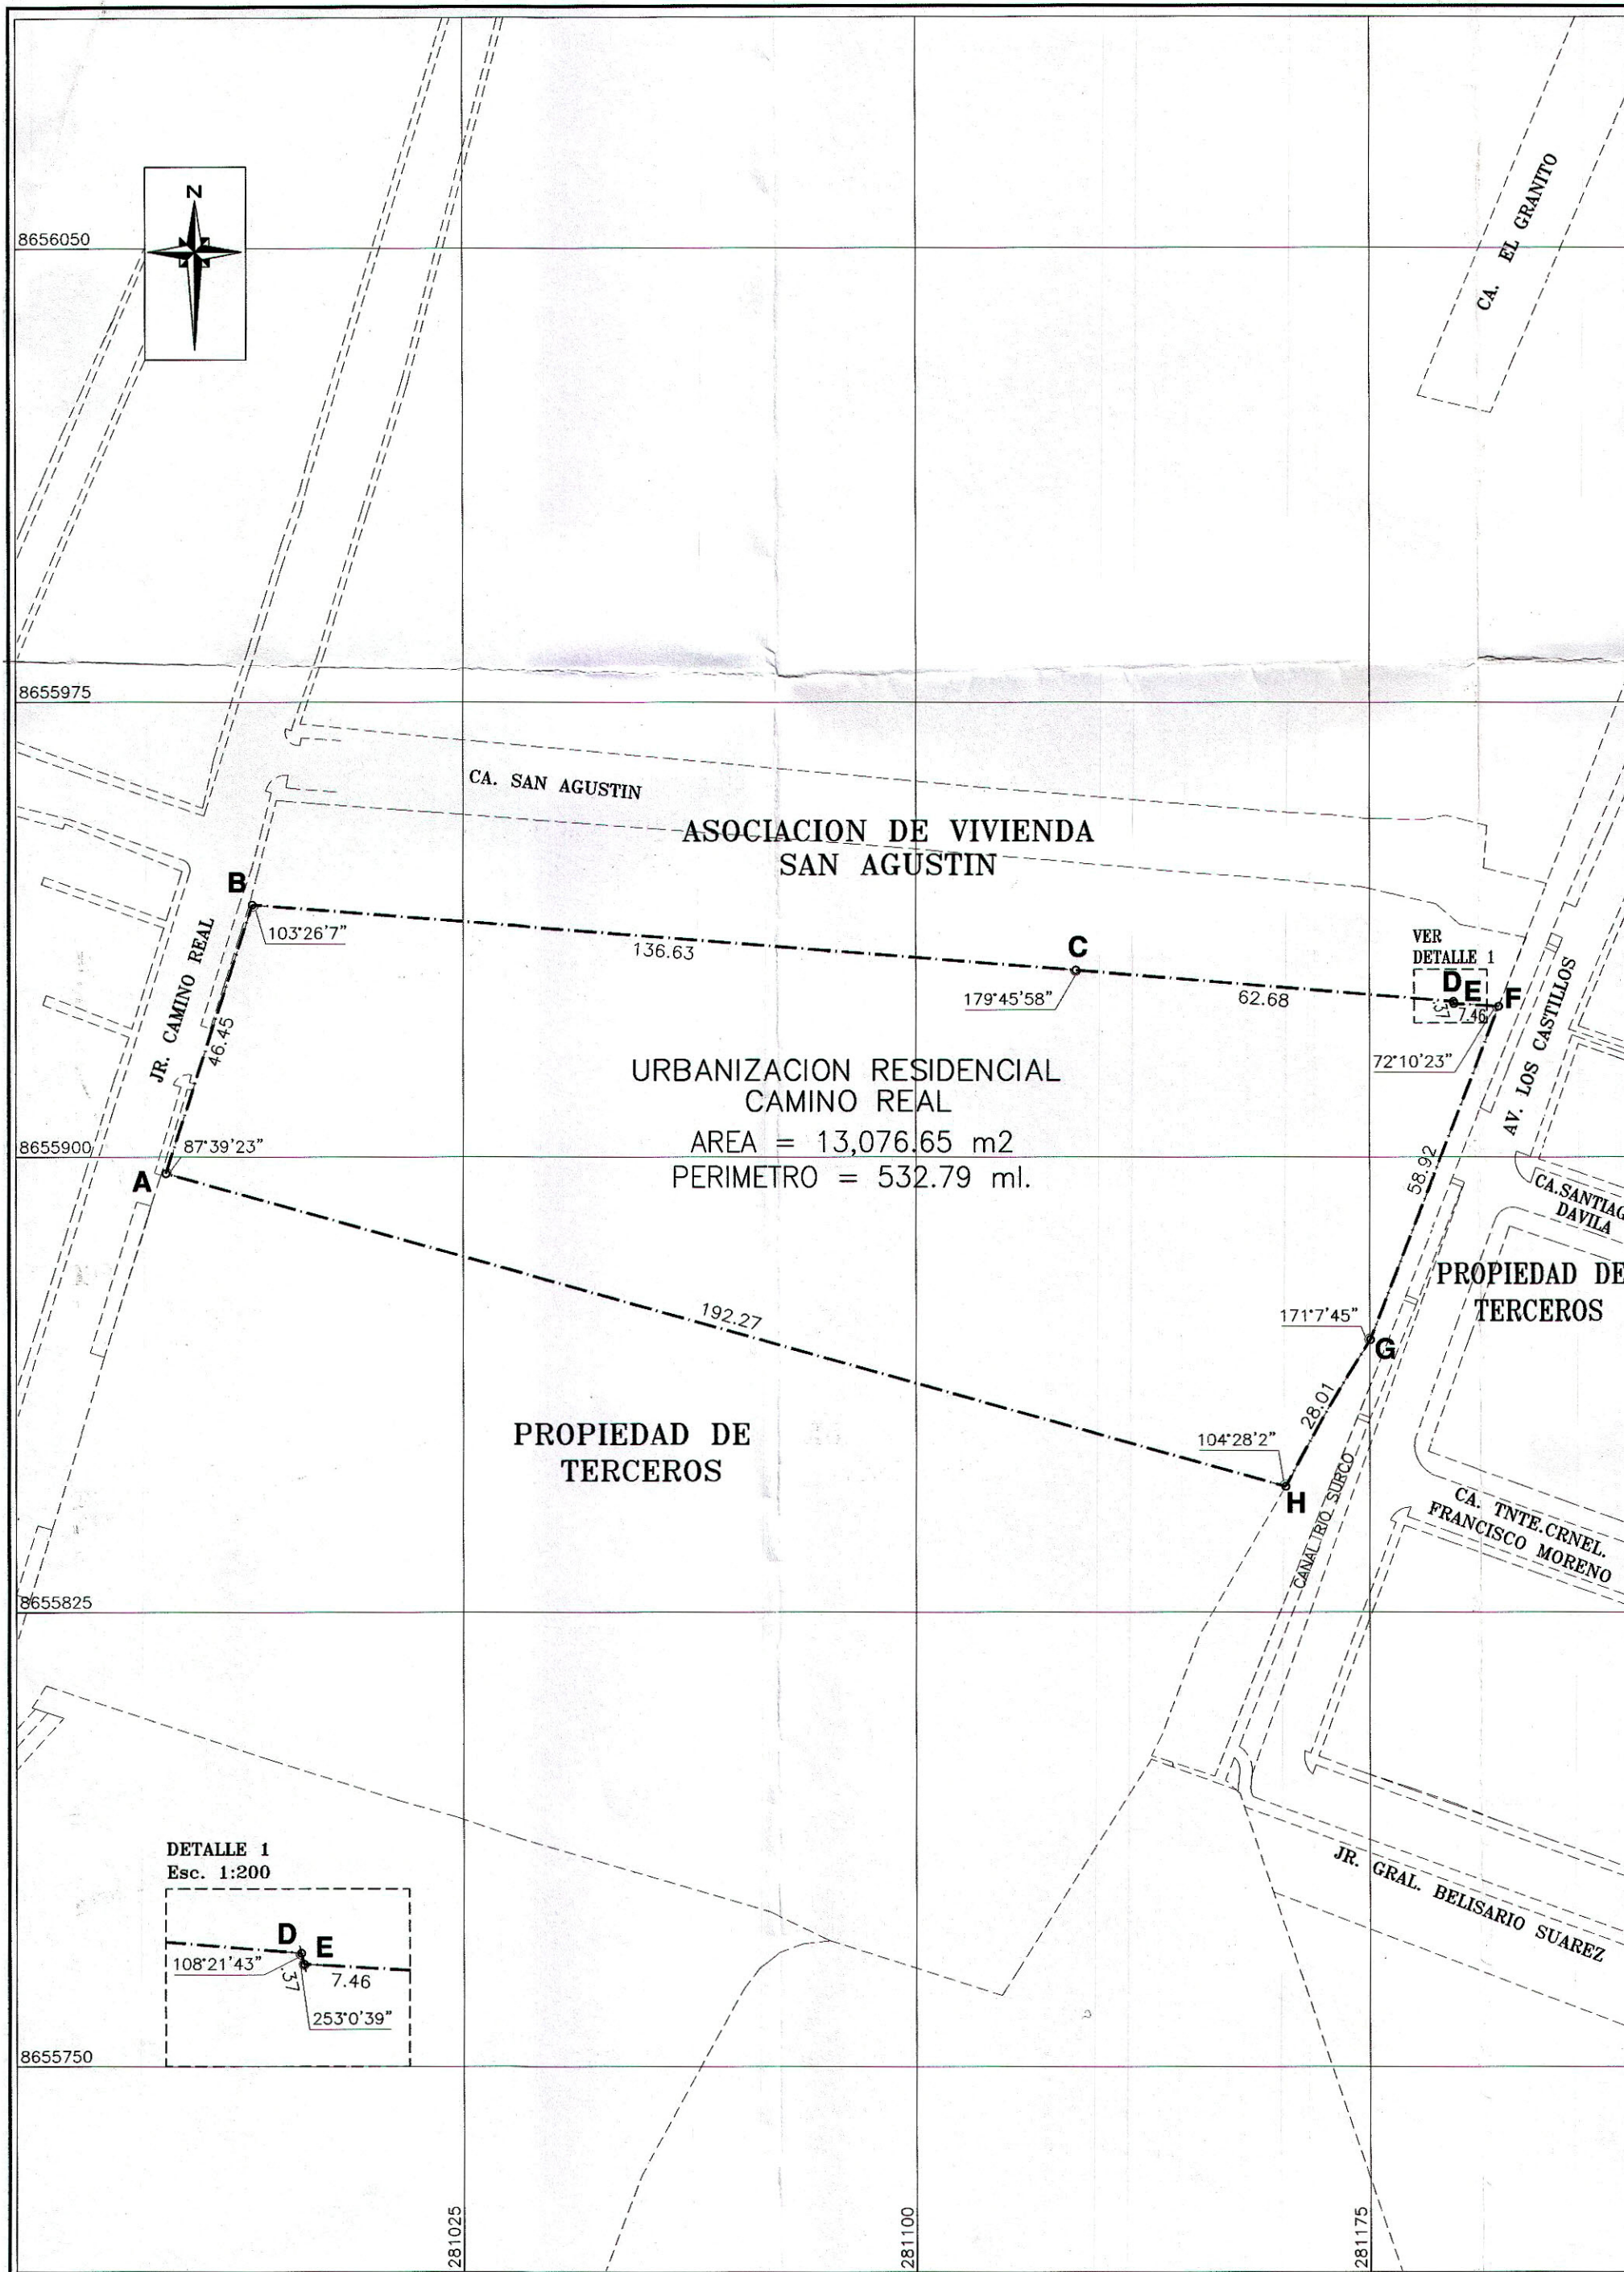 N
8656050
CA. EL GRANITO
8655975
CA. SAN AGUSTIN
ASOCIACION DE VIVIENDA
SAN AGUSTIN
B
103°26'7"
136.63
C
179°45'58"
62.68
VER
DETALLE 1
D
E
F
.37
7.46
72°10'23"
JR. CAMINO REAL
46.45
AV. LOS CASTILLOS
URBANIZACION RESIDENCIAL
CAMINO REAL
AREA = 13,076.65 m2
PERIMETRO = 532.79 ml.
8655900
87°39'23"
A
58.92
CA.SANTIAG
DAVILA
PROPIEDAD DE
TERCEROS
192.27
171°7'45"
G
28.01
104°28'2"
H
PROPIEDAD DE
TERCEROS
CANAL RIO SURCO
CA. TNTE.CRNEL.
FRANCISCO MORENO
8655825
JR. GRAL. BELISARIO SUAREZ
DETALLE 1
Esc. 1:200
D
E
108°21'43"
.37
7.46
253°0'39"
8655750
281025
281100
281175